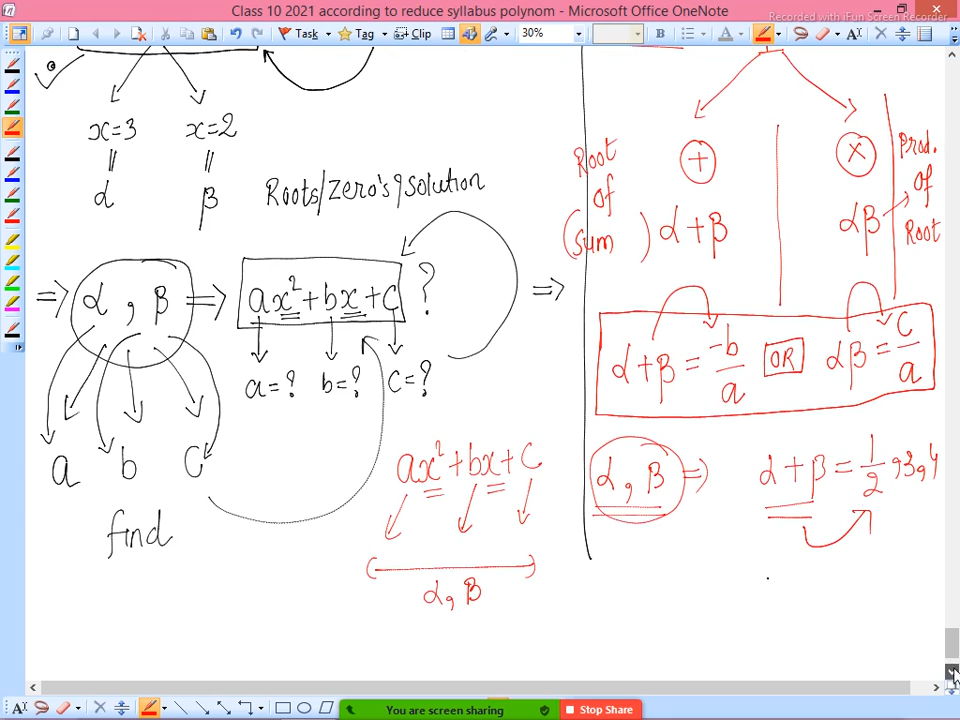 Class 10 2021 according to reduce syllabus polynom - Microsoft Office OneNote
Recorded with iFun Screen Recorder
Task Tag Clip 30% B A
x=3 x=2
α β
Roots/Zero's/Solution
=> α , β => ax²+bx+c ?
a=? b=? c=?
a b c
find
ax²+bx+c
α, β
Root of (sum)
+ ×
Prod. of Root
α+β αβ
=> α+β = -b/a OR αβ = c/a
α, β => α+β = 1/2 , 3, 4
You are screen sharing Stop Share